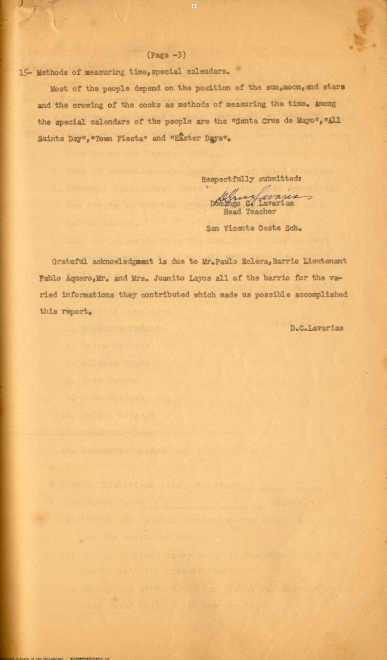 (Page -3)
15- Methods of measuring time,special calendars.
Most of the people depend on the position of the sun,moon,and stars
and the crowing of the cocks as methods of measuring the time. Among
the special calendars of the people are the "Santa Crus de Mayo","All
Saints Day","Town Fiesta" and "Easter Days".
Respectfully submitted:
Domingo C. Lavarias
Head Teacher
San Vicente Oeste Sch.
Grateful acknowledgment is due to Mr.Paulo Eclera,Barrio Lieutenant
Pablo Aquero,Mr. and Mrs. Juanito Layos all of the barrio for the va-
ried informations they contributed which made us possible accomplished
this report.
D.C.Lavarias